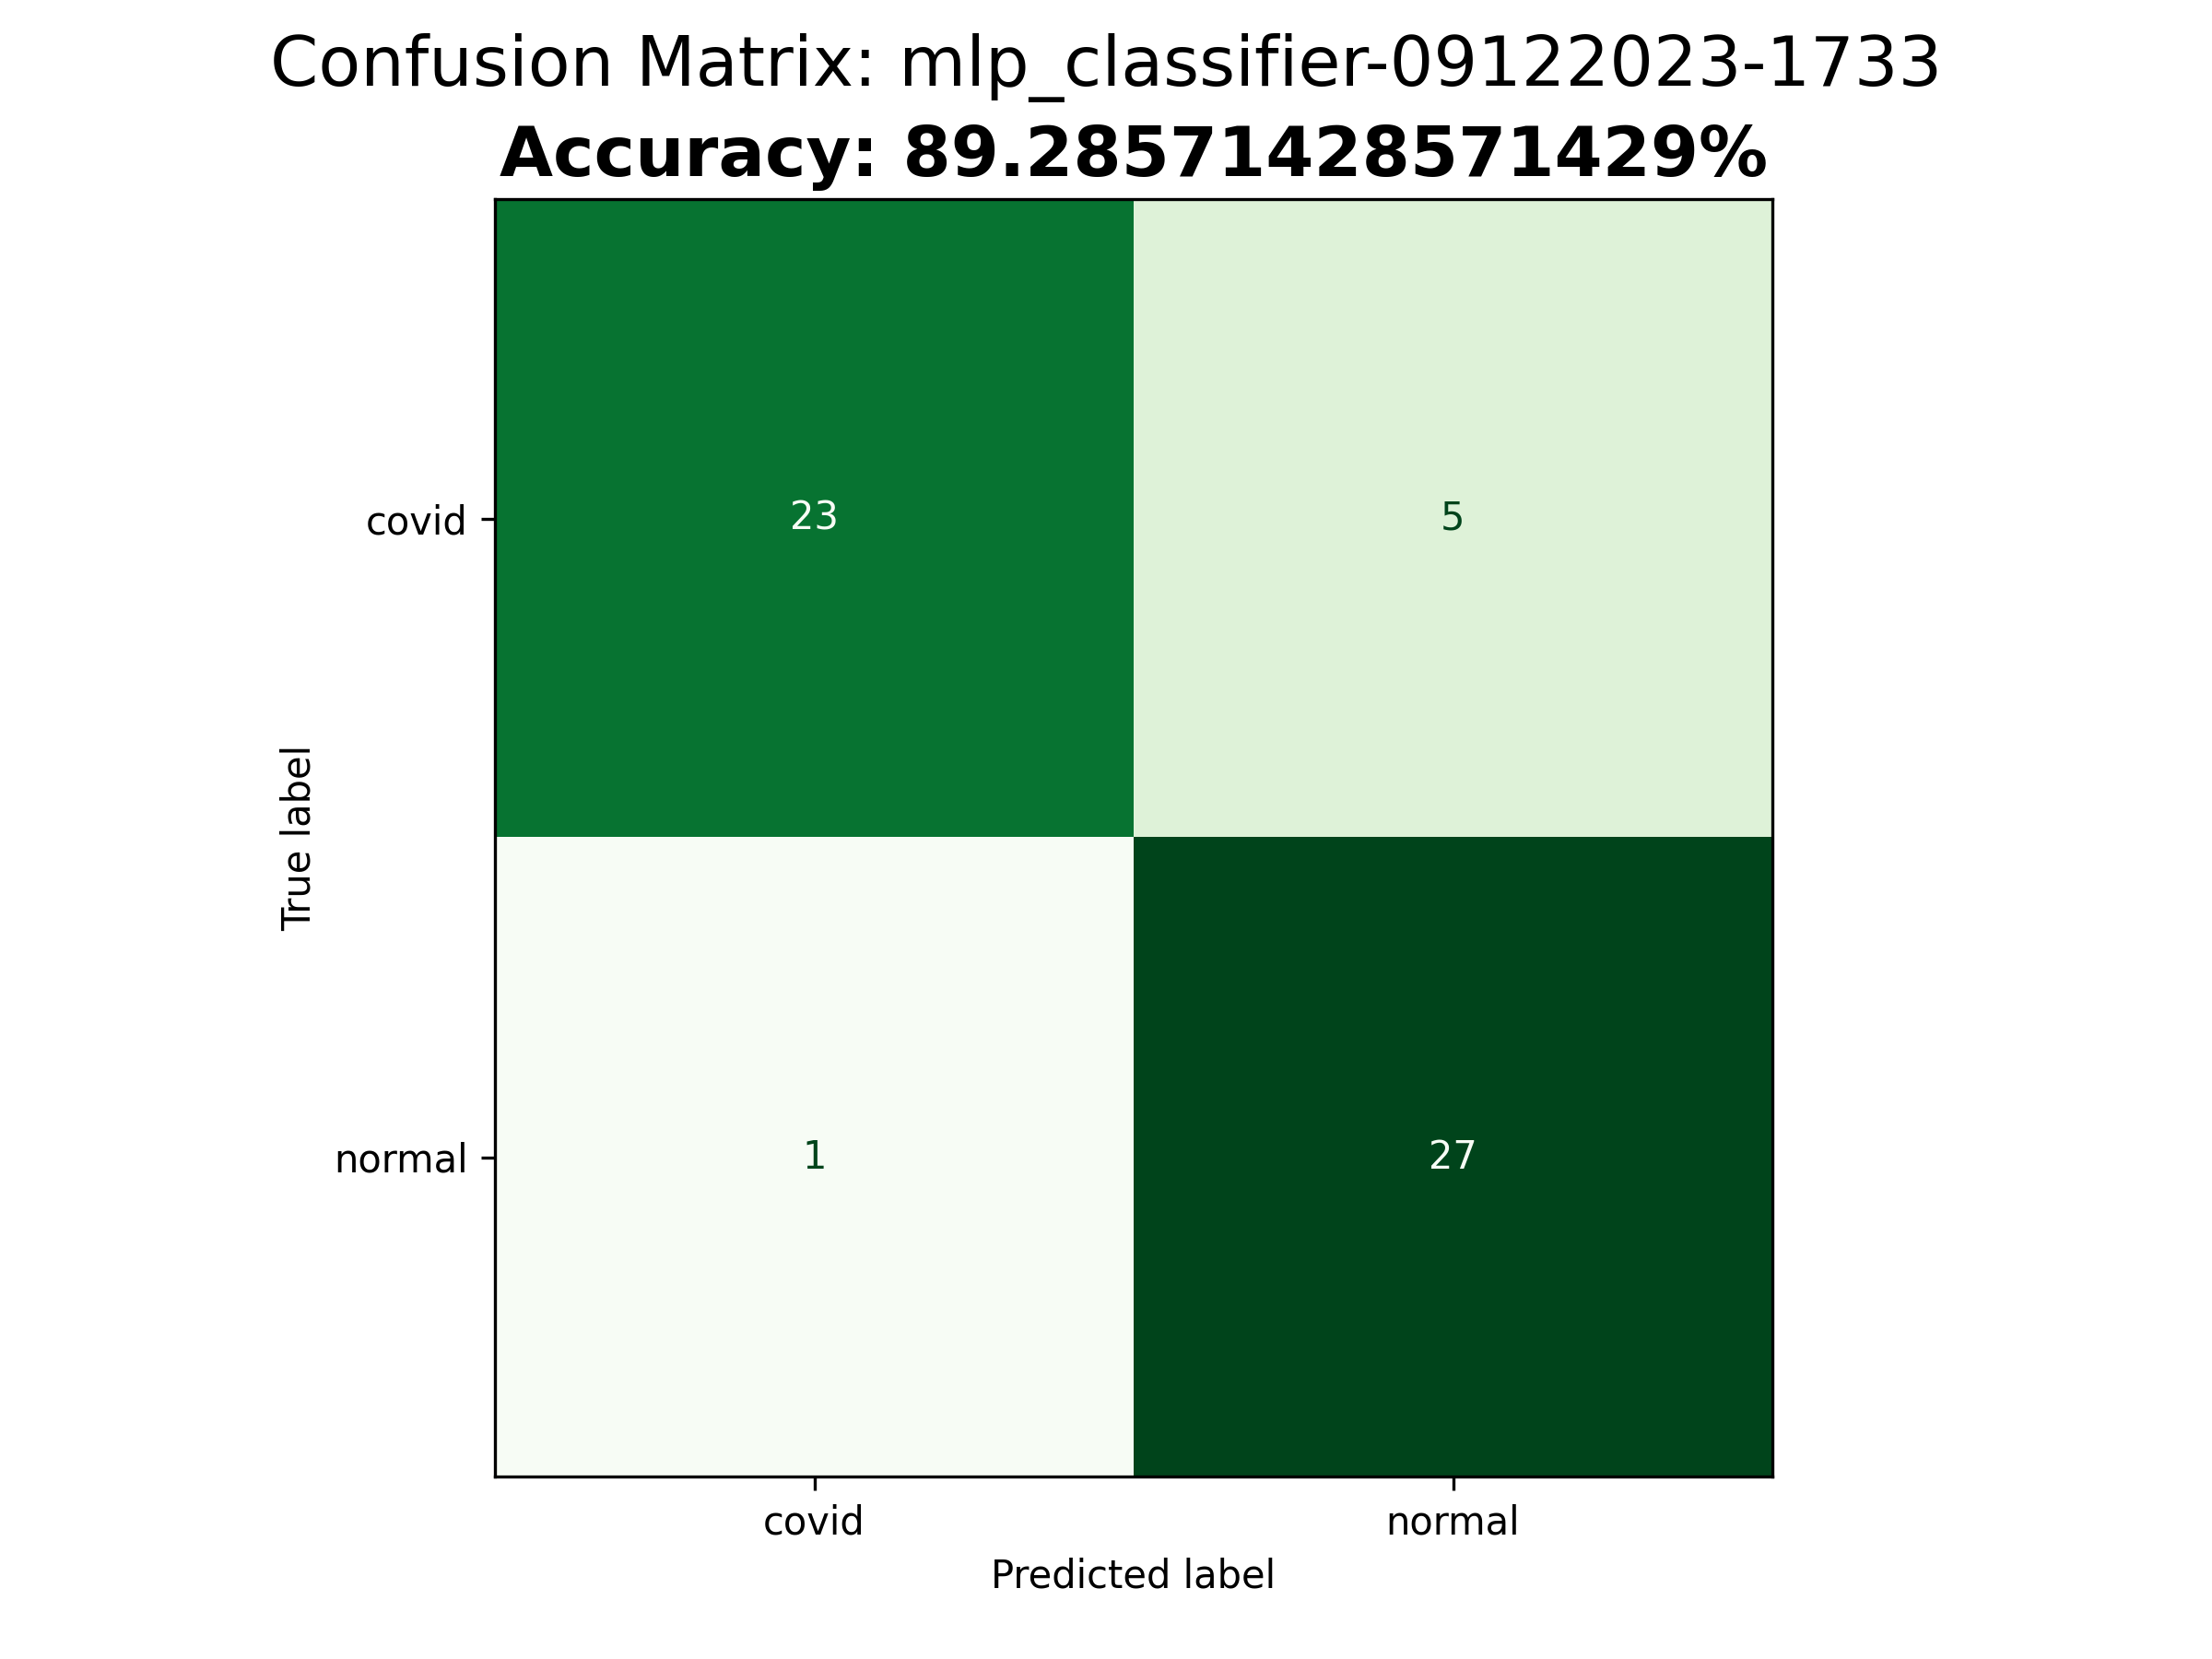 Confusion Matrix: mlp_classifier-09122023-1733
Accuracy: 89.28571428571429%
covid
23
5
True label
normal
1
27
covid
normal
Predicted label